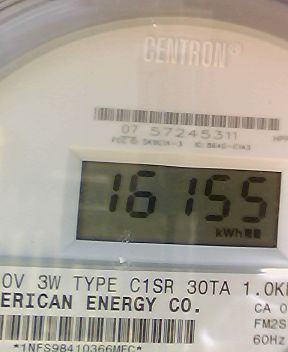 CENTRON®
07 57245311
16155
kWh
0V 3W TYPE C1SR 30TA 1.0K
ERICAN ENERGY CO.
CA 0
FM2S
60Hz
*1NFS98410366MEC*